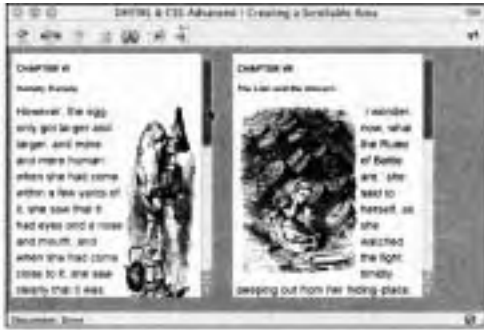 DHTML & CSS Advanced | Creating a Scrollable Area
CHAPTER VI
Humpty Dumpty
However, the egg
only got larger and
larger, and more
and more human:
when she had come
within a few yards of
it, she saw that it
had eyes and a nose
and mouth; and
when she had come
close to it, she saw
clearly that it was
CHAPTER VII
The Lion and the Unicorn
I wonder,
now, what
the Rules
of Battle
are,' she
said to
herself, as
she
watched
the fight,
timidly
peeping out from her hiding-place:
Document: Done